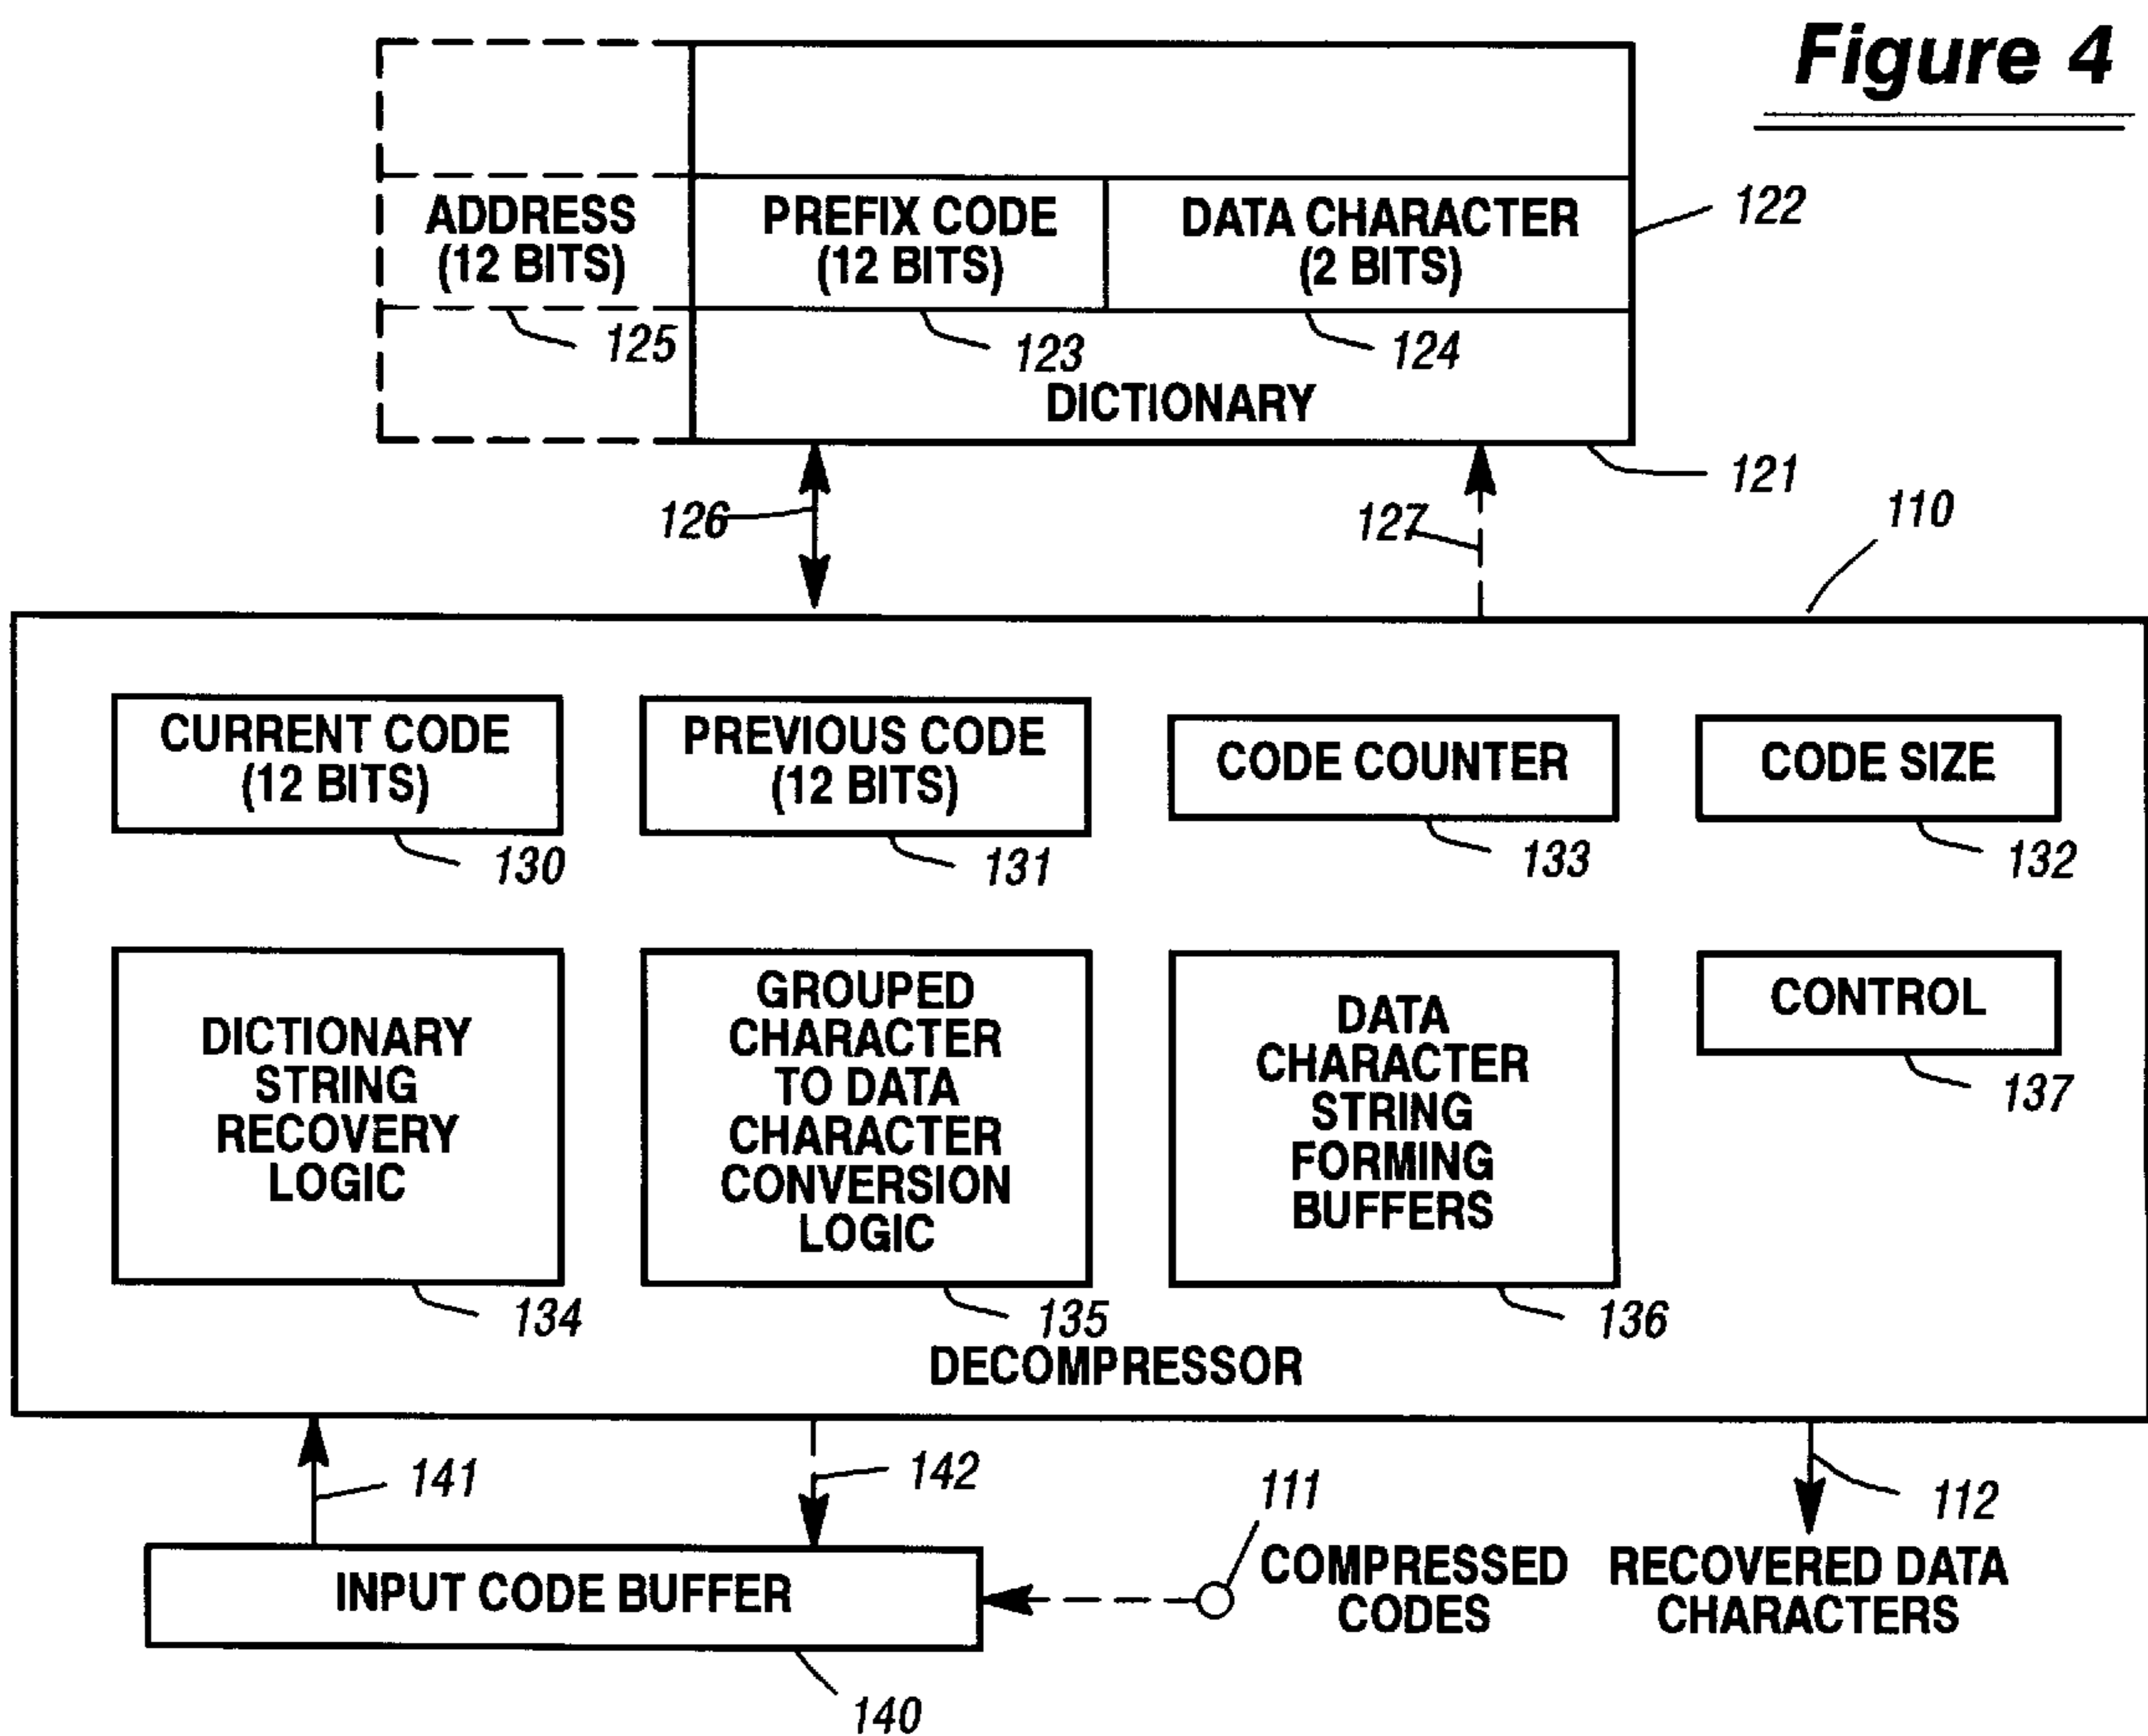 Figure 4
ADDRESS
(12 BITS)
PREFIX CODE
(12 BITS)
DATA CHARACTER
(2 BITS)
122
125
123
124
DICTIONARY
121
126
127
110
CURRENT CODE
(12 BITS)
PREVIOUS CODE
(12 BITS)
CODE COUNTER
CODE SIZE
130
131
133
132
DICTIONARY
STRING
RECOVERY
LOGIC
GROUPED
CHARACTER
TO DATA
CHARACTER
CONVERSION
LOGIC
DATA
CHARACTER
STRING
FORMING
BUFFERS
CONTROL
137
134
135
136
DECOMPRESSOR
141
142
111
112
INPUT CODE BUFFER
COMPRESSED
CODES
RECOVERED DATA
CHARACTERS
140